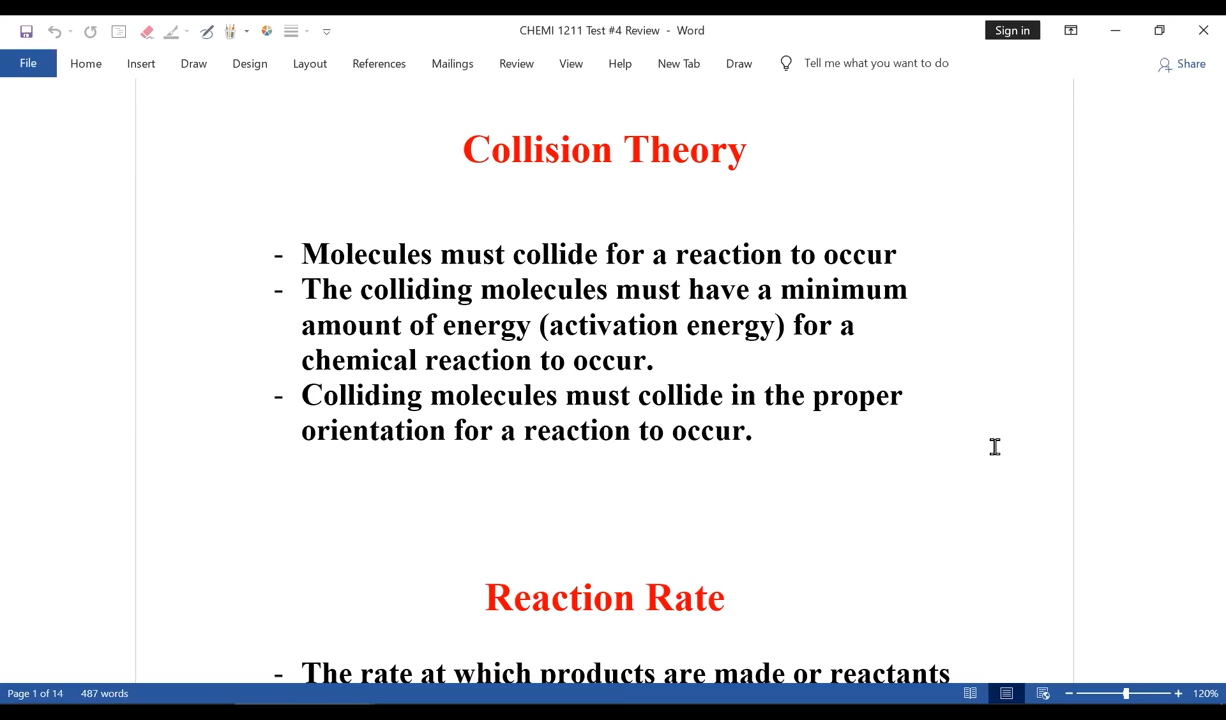 CHEMI 1211 Test #4 Review - Word
Sign in
File Home Insert Draw Design Layout References Mailings Review View Help New Tab Draw Tell me what you want to do Share
Collision Theory
- Molecules must collide for a reaction to occur
- The colliding molecules must have a minimum
amount of energy (activation energy) for a
chemical reaction to occur.
- Colliding molecules must collide in the proper
orientation for a reaction to occur.
Reaction Rate
- The rate at which products are made or reactants
Page 1 of 14 487 words 120%